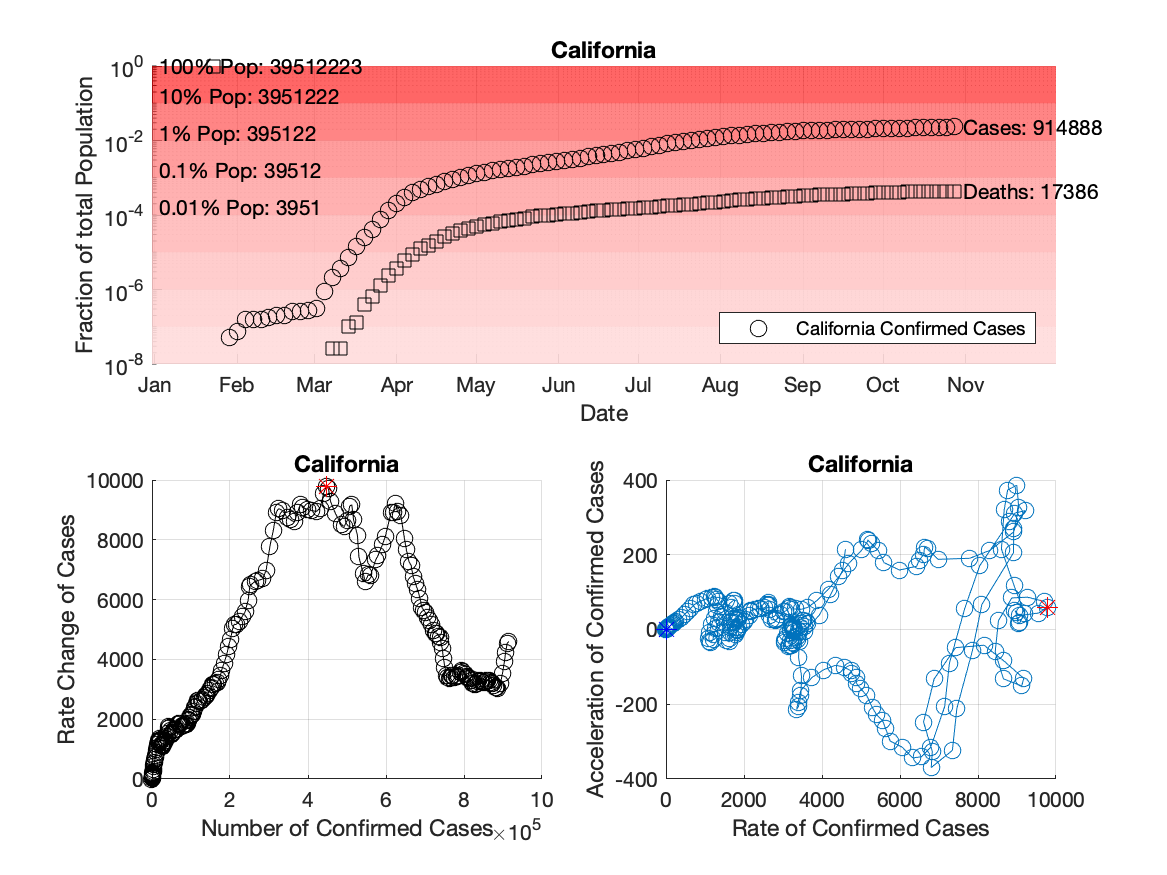 California
10^0
10^-2
10^-4
10^-6
10^-8
Fraction of total Population
100% Pop: 39512223
10% Pop: 3951222
1% Pop: 395122
0.1% Pop: 39512
0.01% Pop: 3951
Cases: 914888
Deaths: 17386
California Confirmed Cases
Jan Feb Mar Apr May Jun Jul Aug Sep Oct Nov
Date
California
10000
8000
6000
4000
2000
0
Rate Change of Cases
0 2 4 6 8 10
Number of Confirmed Cases ×10^5
California
400
200
0
-200
-400
Acceleration of Confirmed Cases
0 2000 4000 6000 8000 10000
Rate of Confirmed Cases